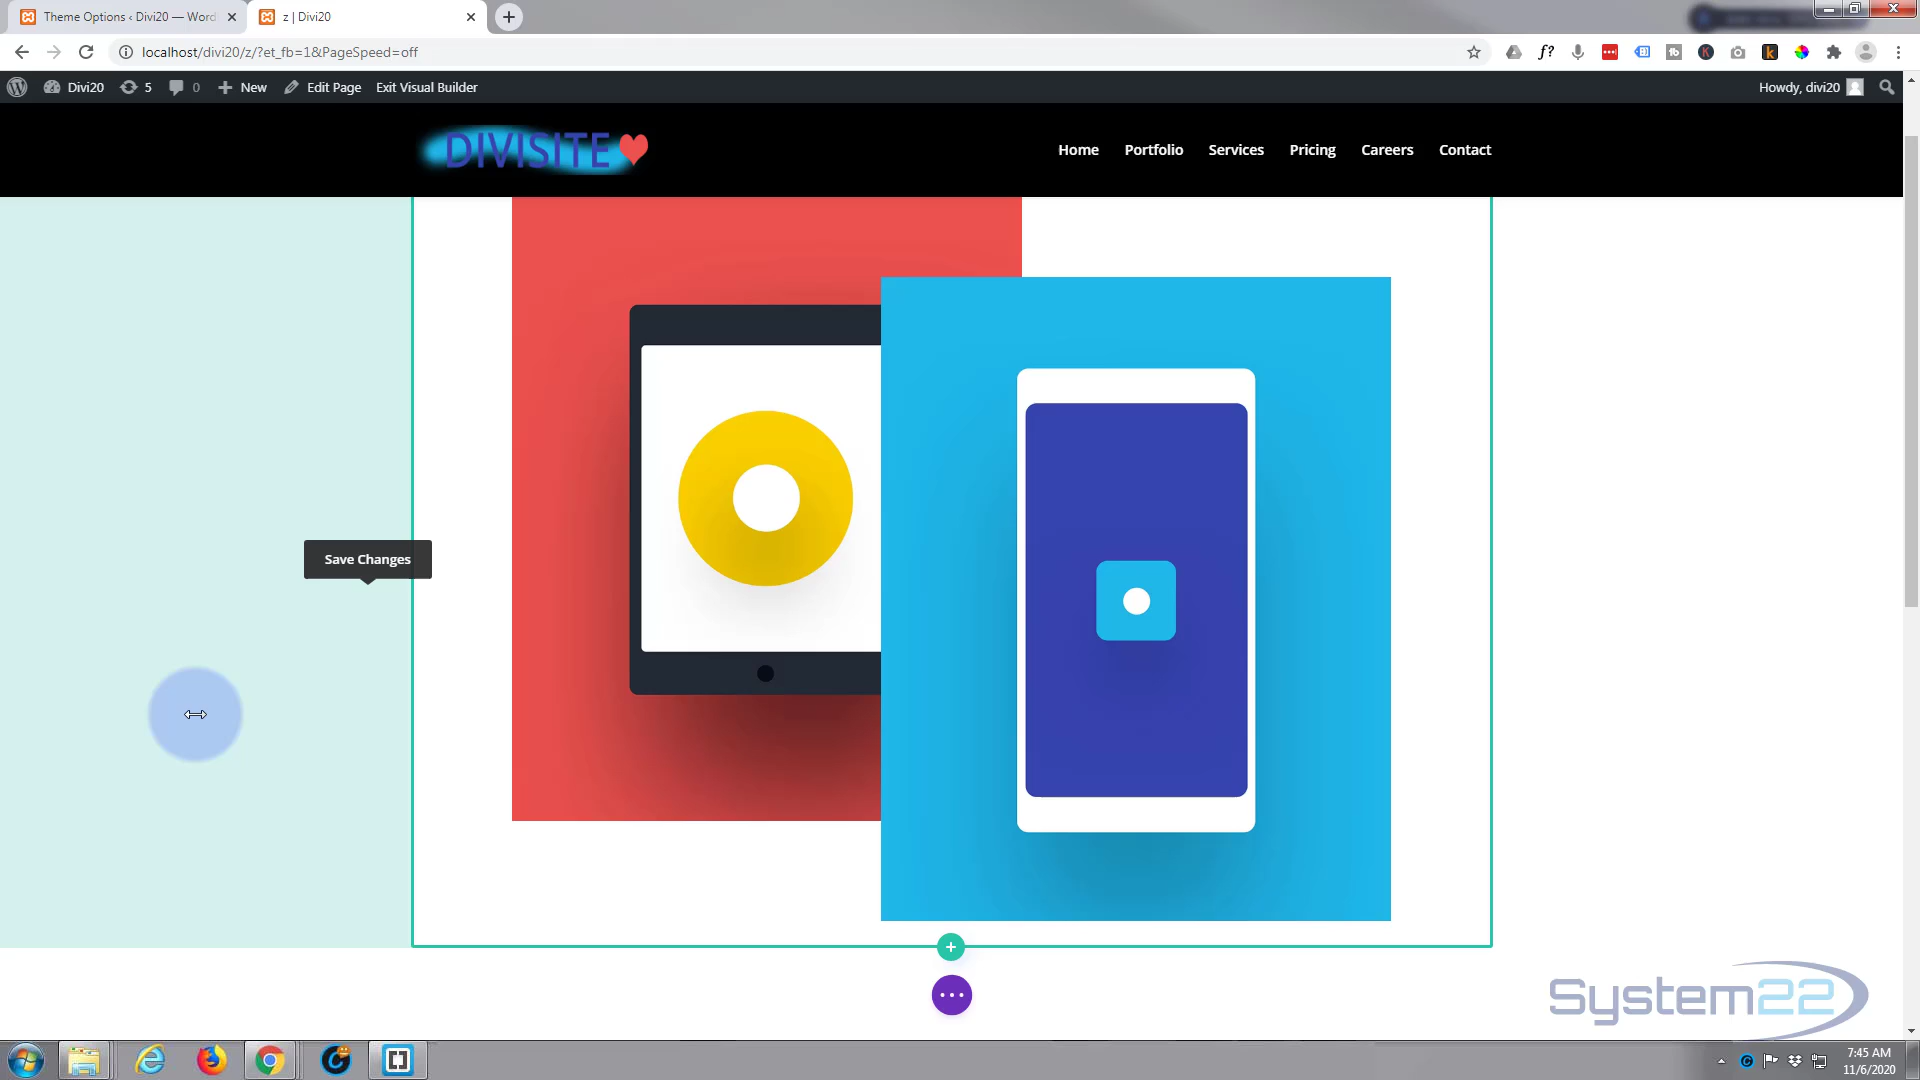 Theme Options ‹ Divi20 — Word
z | Divi20
localhost/divi20/z/?et_fb=1&PageSpeed=off
Divi20
5
0
New
Edit Page
Exit Visual Builder
Howdy, divi20
DIVISITE
Home
Portfolio
Services
Pricing
Careers
Contact
Save Changes
System22
7:45 AM
11/6/2020